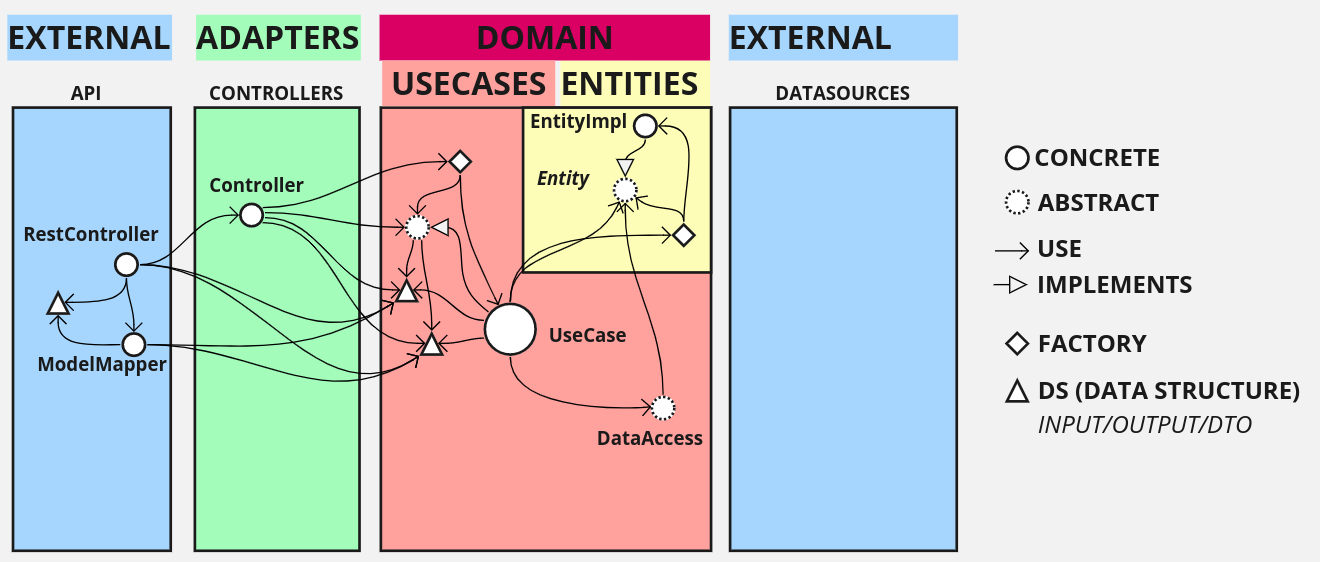 EXTERNAL
ADAPTERS
DOMAIN
EXTERNAL
USECASES
ENTITIES
API
CONTROLLERS
DATASOURCES
EntityImpl
Entity
Controller
RestController
ModelMapper
UseCase
DataAccess
CONCRETE
ABSTRACT
USE
IMPLEMENTS
FACTORY
DS (DATA STRUCTURE)
INPUT/OUTPUT/DTO